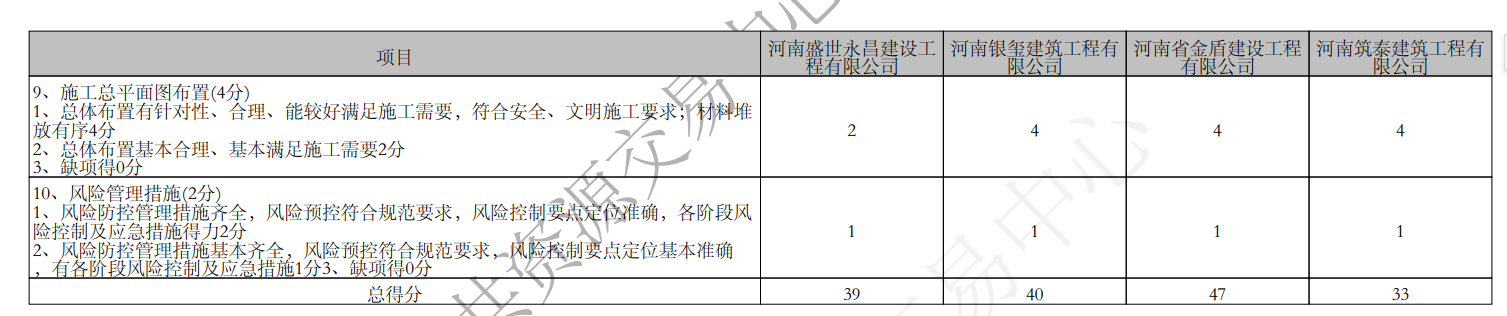 项目
河南盛世永昌建设工
程有限公司
河南银玺建筑工程有
限公司
河南省金盾建设工程
有限公司
河南筑泰建筑工程有
限公司
9、施工总平面图布置(4分)
1、总体布置有针对性、合理、能较好满足施工需要，符合安全、文明施工要求；材料堆
放有序4分
2、总体布置基本合理、基本满足施工需要2分
3、缺项得0分
2
4
4
4
10、风险管理措施(2分)
1、风险防控管理措施齐全，风险预控符合规范要求，风险控制要点定位准确，各阶段风
险控制及应急措施得力2分
2、风险防控管理措施基本齐全，风险预控符合规范要求，风险控制要点定位基本准确
，有各阶段风险控制及应急措施1分3、缺项得0分
1
1
1
1
总得分
39
40
47
33
共资源交易中心
易中心